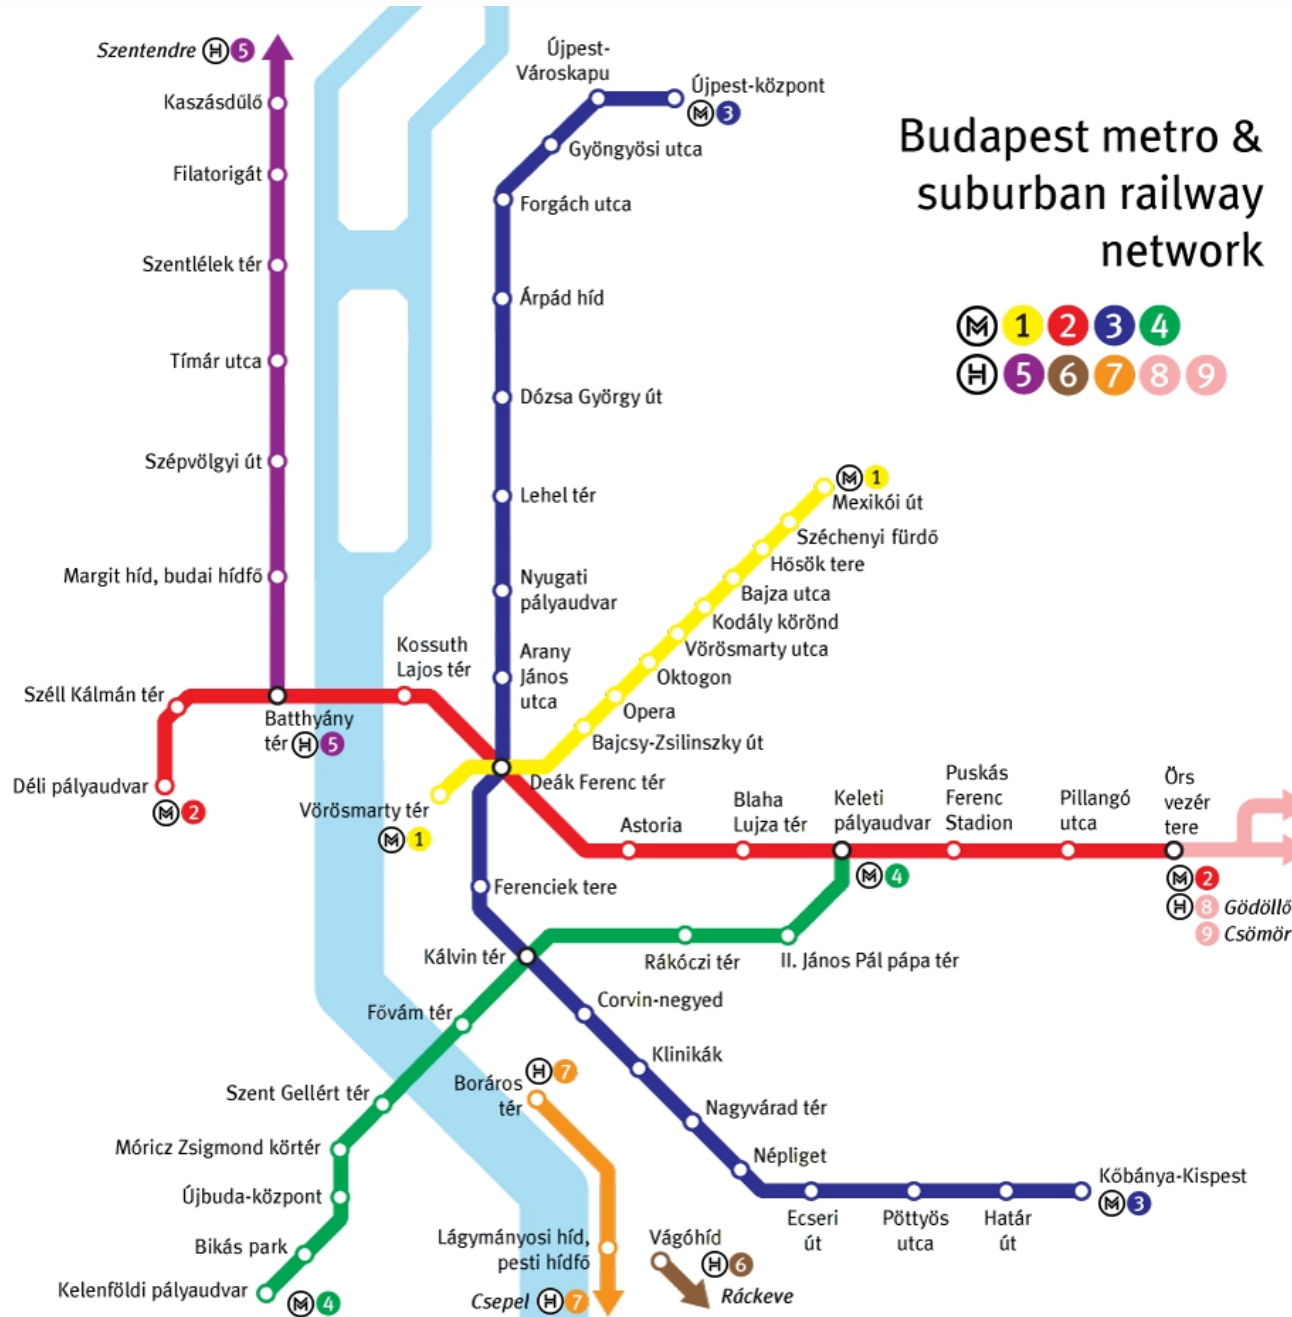 Budapest metro &
suburban railway
network
M 1 2 3 4
H 5 6 7 8 9
Szentendre H 5
Kaszásdűlő
Filatorigát
Szentlélek tér
Tímár utca
Szépvölgyi út
Margit híd, budai hídfő
Újpest-
Városkapu
Újpest-központ
M 3
Gyöngyösi utca
Forgách utca
Árpád híd
Dózsa György út
Lehel tér
Nyugati
pályaudvar
Arany
János
utca
M 1
Mexikói út
Széchenyi fürdő
Hősök tere
Bajza utca
Kodály körönd
Vörösmarty utca
Oktogon
Opera
Bajcsy-Zsilinszky út
Deák Ferenc tér
Vörösmarty tér
M 1
Kossuth
Lajos tér
Széll Kálmán tér
Batthyány
tér H 5
Déli pályaudvar
M 2
Astoria
Blaha
Lujza tér
Keleti
pályaudvar
M 4
Puskás
Ferenc
Stadion
Pillangó
utca
Örs
vezér
tere
M 2
H 8 Gödöllő
9 Csömör
Ferenciek tere
Kálvin tér
Rákóczi tér
II. János Pál pápa tér
Corvin-negyed
Klinikák
Nagyvárad tér
Népliget
Ecseri
út
Pöttyös
utca
Határ
út
Kőbánya-Kispest
M 3
Fővám tér
Szent Gellért tér
Móricz Zsigmond körtér
Újbuda-központ
Bikás park
Kelenföldi pályaudvar
M 4
H 7
Boráros
tér
Lágymányosi híd,
pesti hídfő
Csepel H 7
Vágóhíd
H 6
Ráckeve